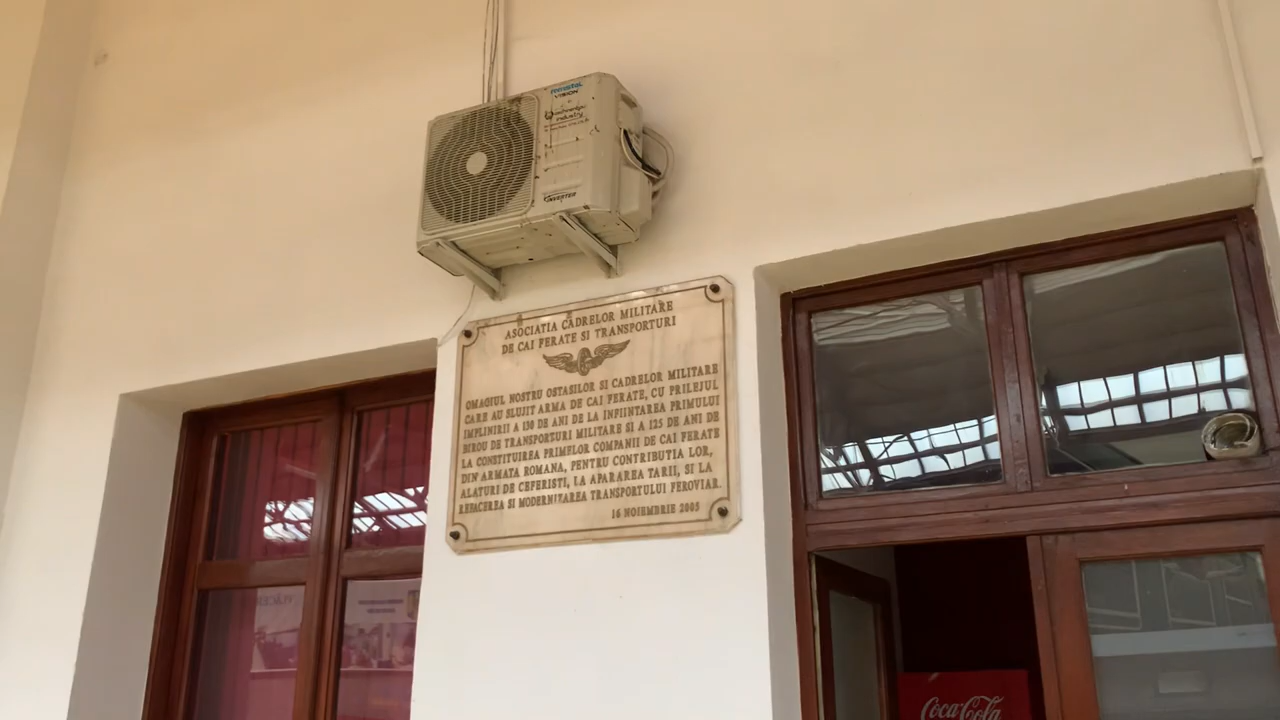 VISION
INVERTER
ASOCIATIA CADRELOR MILITARE
DE CAI FERATE SI TRANSPORTURI
OMAGIUL NOSTRU OSTASILOR SI CADRELOR MILITARE
CARE AU SLUJIT ARMA DE CAI FERATE, CU PRILEJUL
IMPLINIRII A 130 DE ANI DE LA INFIINTAREA PRIMULUI
BIROU DE TRANSPORTURI MILITARE SI A 125 DE ANI DE
LA CONSTITUIREA PRIMELOR COMPANII DE CAI FERATE
DIN ARMATA ROMANA, PENTRU CONTRIBUTIA LOR,
ALATURI DE CEFERISTI, LA APARAREA TARII, SI LA
REFACEREA SI MODERNIZAREA TRANSPORTULUI FEROVIAR.
16 NOIEMBRIE 2005
Coca-Cola